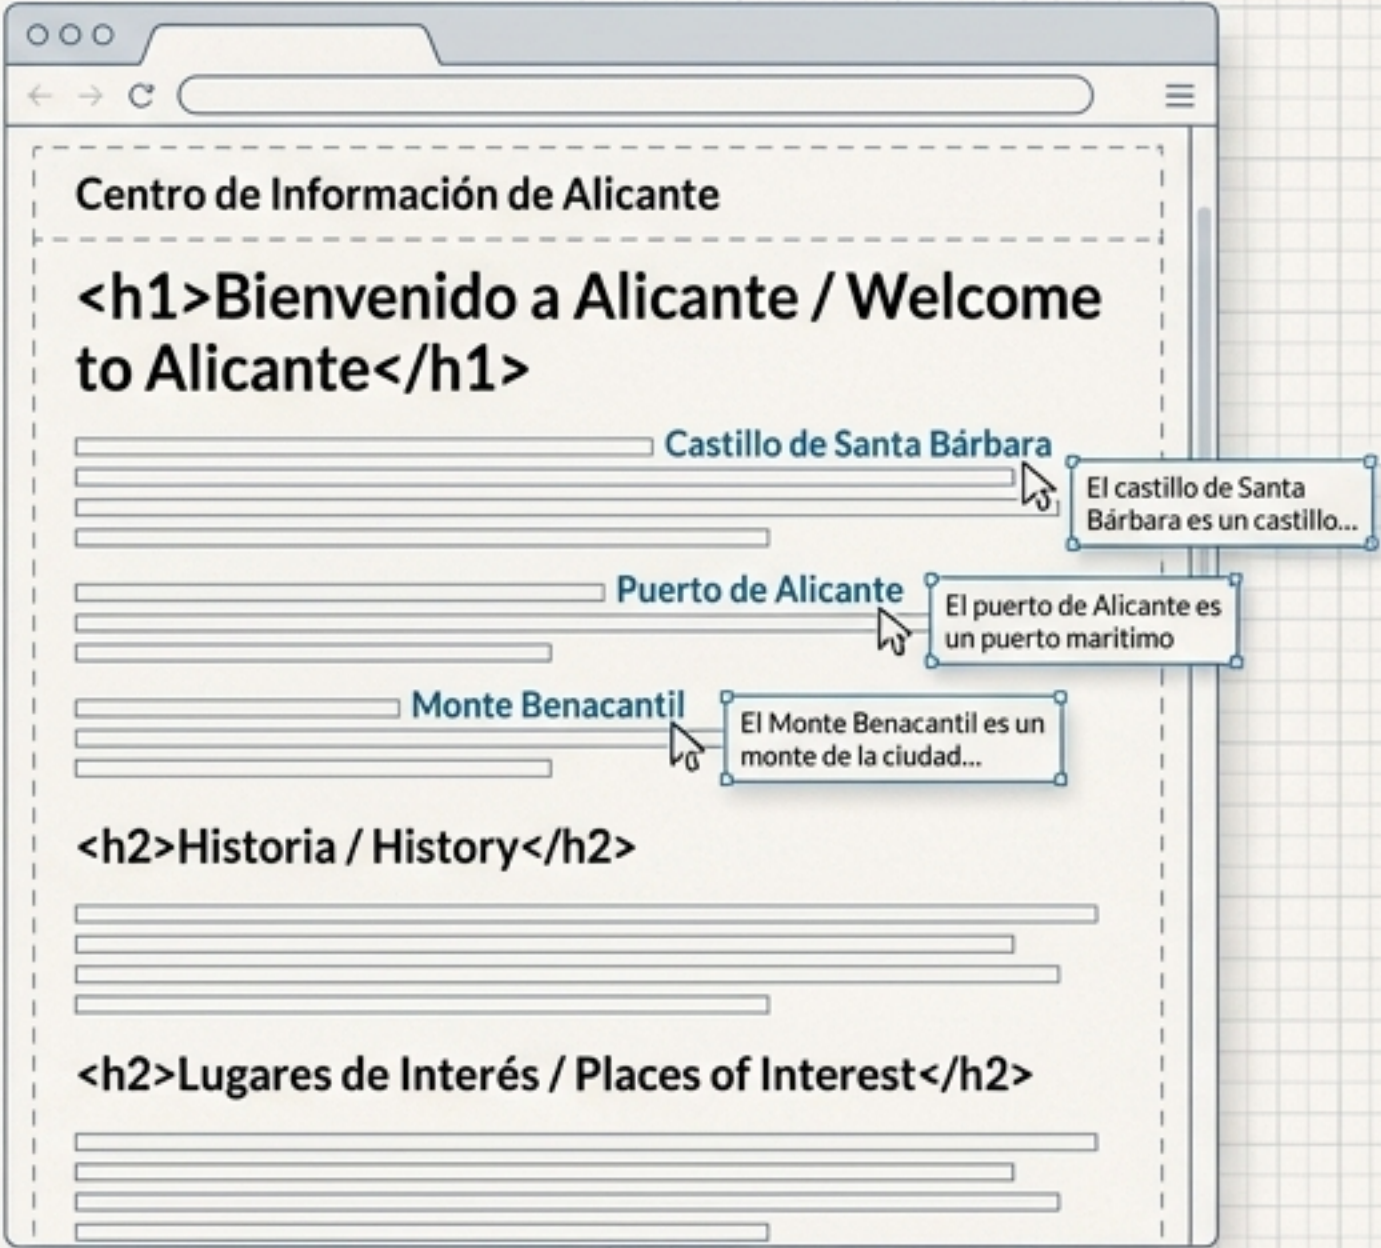 Centro de Información de Alicante
<h1>Bienvenido a Alicante / Welcome
to Alicante</h1>
Castillo de Santa Bárbara
El castillo de Santa
Bárbara es un castillo...
Puerto de Alicante
El puerto de Alicante es
un puerto maritimo
Monte Benacantil
El Monte Benacantil es un
monte de la ciudad...
<h2>Historia / History</h2>
<h2>Lugares de Interés / Places of Interest</h2>